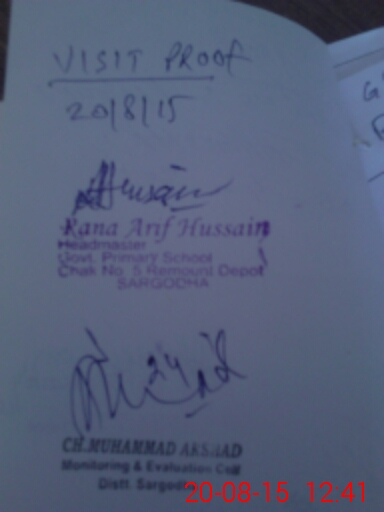 VISIT PROOF
20/8/15
Hussain
Rana Arif Hussain
Headmaster
Govt. Primary School
Chak No. 5 Remount Depot
SARGODHA
CH.MUHAMMAD ARSHAD
Monitoring & Evaluation Cell
Distt. Sargodha
20-08-15 12:41